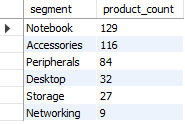 segment product_count
Notebook 129
Accessories 116
Peripherals 84
Desktop 32
Storage 27
Networking 9